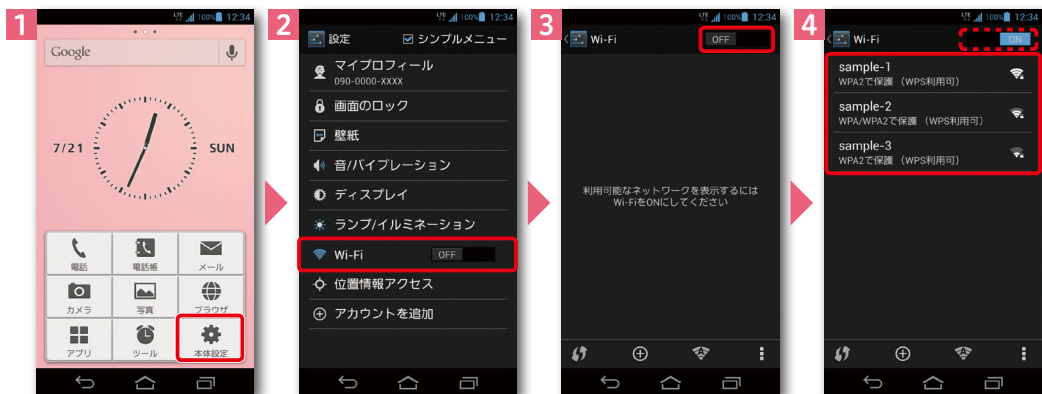 1
LTE 100% 12:34
Google
7/21
SUN
電話
電話帳
メール
カメラ
写真
ブラウザ
アプリ
ツール
本体設定
2
LTE 100% 12:34
設定
シンプルメニュー
マイプロフィール
090-0000-XXXX
画面のロック
壁紙
音/バイブレーション
ディスプレイ
ランプ/イルミネーション
Wi-Fi OFF
位置情報アクセス
アカウントを追加
3
LTE 100% 12:34
Wi-Fi OFF
利用可能なネットワークを表示するには
Wi-FiをONにしてください
4
LTE 100% 12:34
Wi-Fi ON
sample-1
WPA2で保護 （WPS利用可）
sample-2
WPA/WPA2で保護 （WPS利用可）
sample-3
WPA2で保護 （WPS利用可）